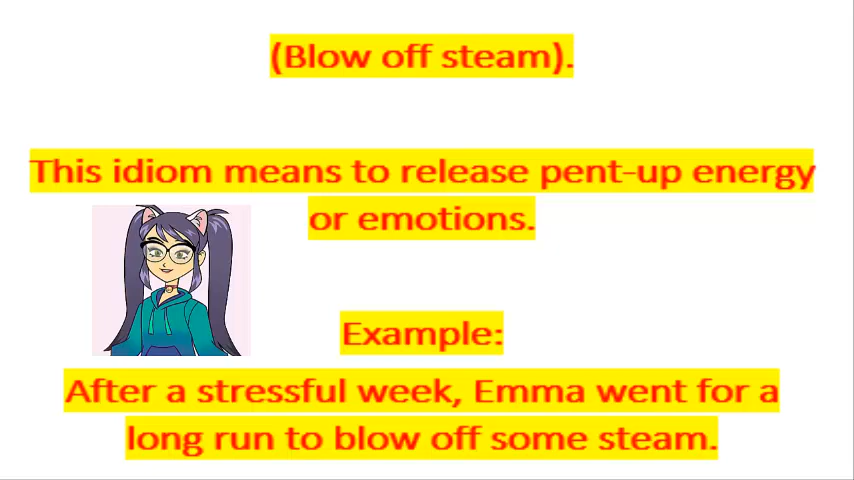 (Blow off steam).
This idiom means to release pent-up energy
or emotions.
Example:
After a stressful week, Emma went for a
long run to blow off some steam.